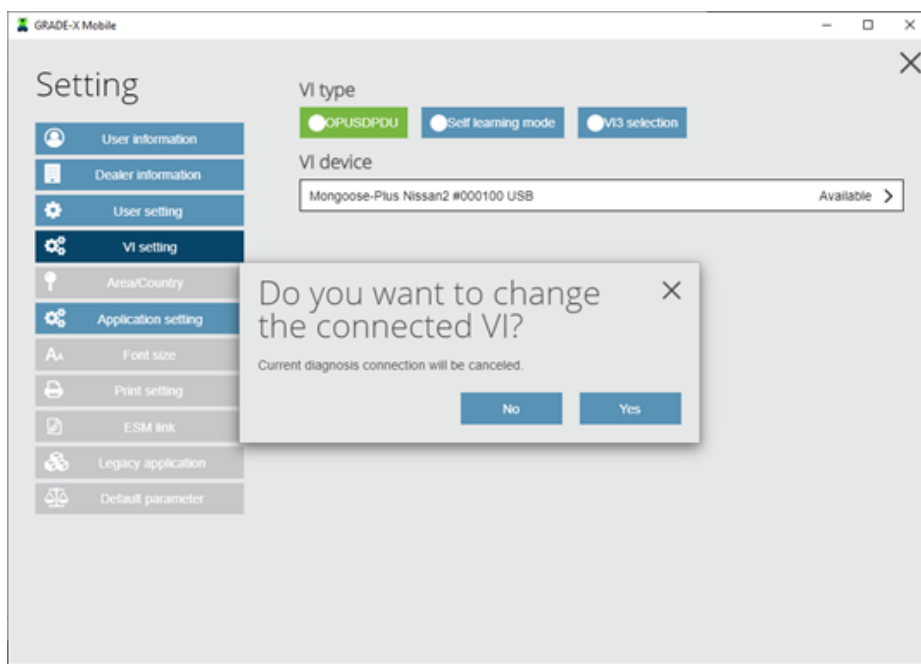 GRADE-X Mobile
Setting
User information
Dealer information
User setting
VI setting
Area/Country
Application setting
Font size
Print setting
ESM link
Legacy application
Default parameter
VI type
OPUSDPDU Self learning mode VI3 selection
VI device
Mongoose-Plus Nissan2 #000100 USB Available
Do you want to change
the connected VI?
Current diagnosis connection will be canceled.
No Yes